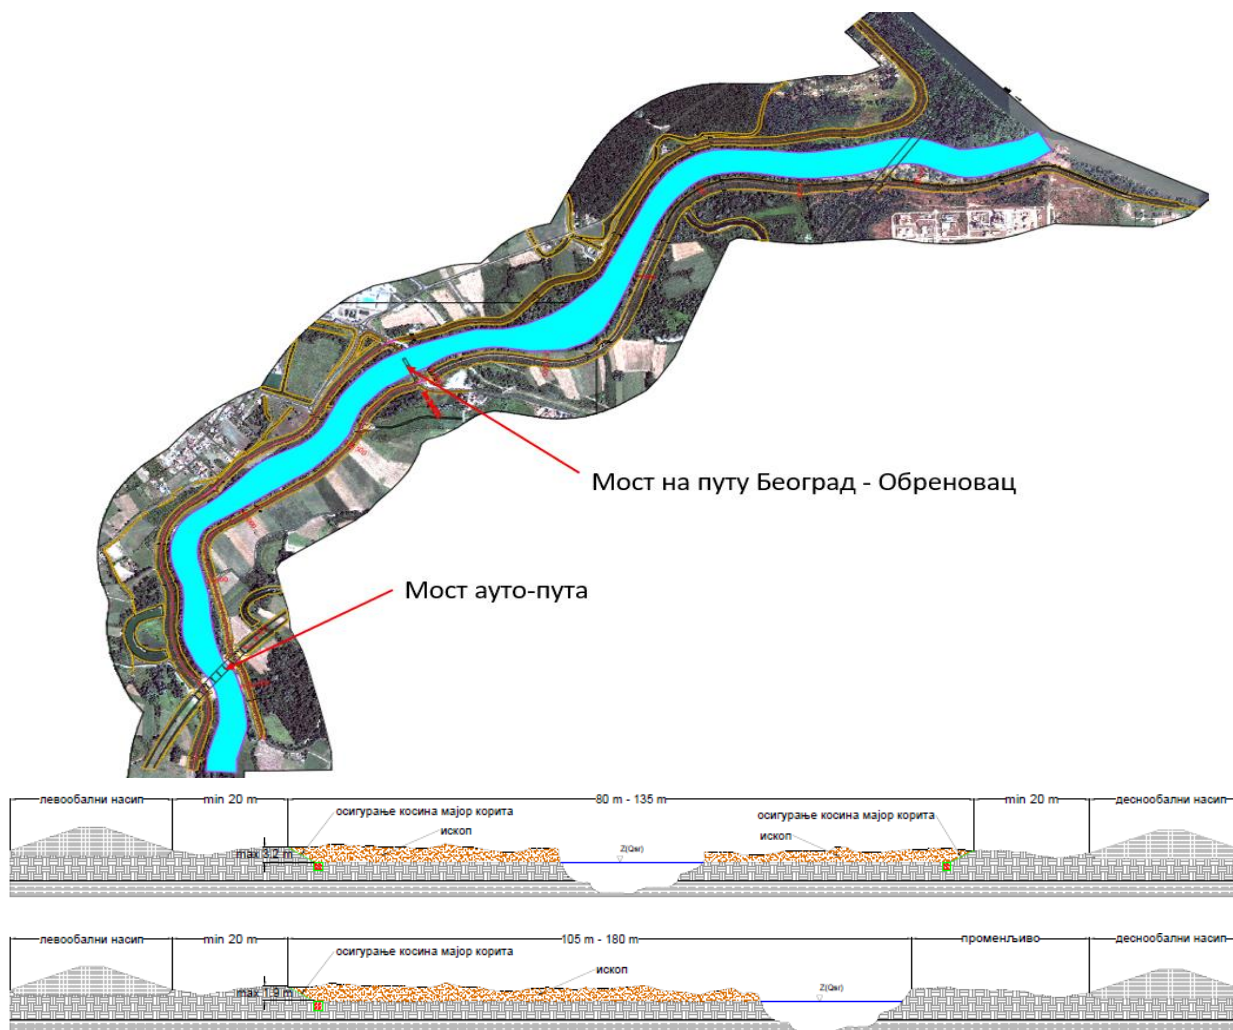 Мост на путу Београд - Обреновац
Мост ауто-пута
левообални насип
min 20 m
80 m - 135 m
min 20 m
деснообални насип
осигурање косина мајор корита
ископ
осигурање косина мајор корита
ископ
max 3,2 m
Z(Qвг)
левообални насип
min 20 m
105 m - 180 m
променљиво
деснообални насип
осигурање косина мајор корита
ископ
max 1,9 m
Z(Qвг)